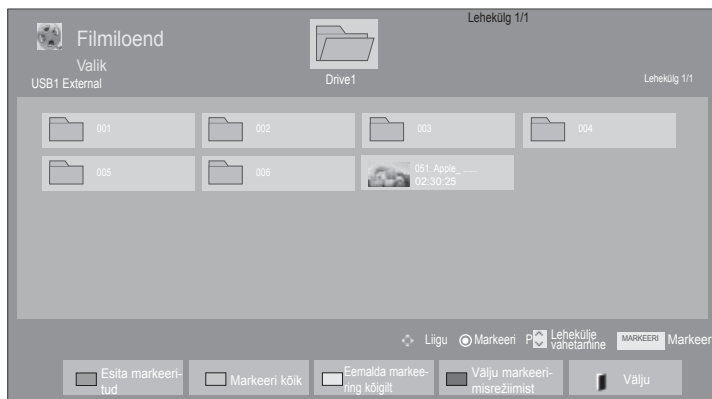 Lehekülg 1/1
Filmiloend
Valik
USB1 External
Drive1
Lehekülg 1/1
001
002
003
004
005
006
051. Apple_ ......
02:30:25
Liigu
Markeeri
P
Lehekülje
vahetamine
MARKEERI
Markeer
Esita markeeri-
tud
Markeeri kõik
Eemalda markee-
ring kõigilt
Välju markeeri-
misrežiimist
Välju